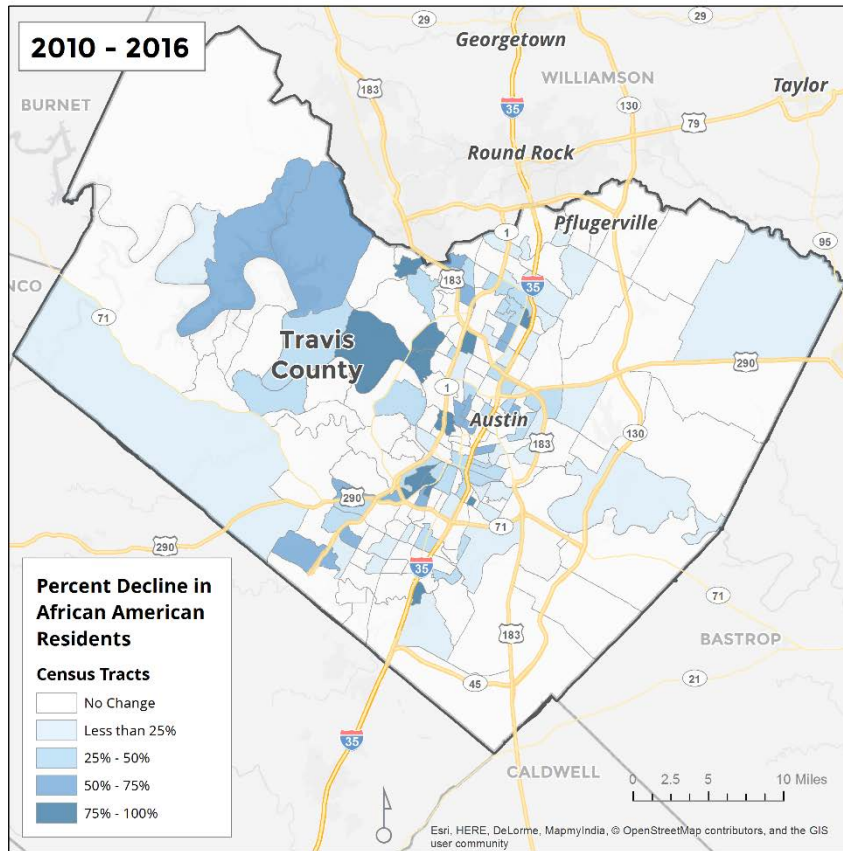 2010 - 2016
29
29
Georgetown
WILLIAMSON
Taylor
BURNET
183
35
130
79
Round Rock
Pflugerville
1
95
183
35
NCO
71
Travis
County
290
1
Austin
183
130
290
71
290
35
183
71
BASTROP
45
21
35
CALDWELL
Percent Decline in
African American
Residents
Census Tracts
No Change
Less than 25%
25% - 50%
50% - 75%
75% - 100%
0 2.5 5 10 Miles
Esri, HERE, DeLorme, MapmyIndia, © OpenStreetMap contributors, and the GIS
user community